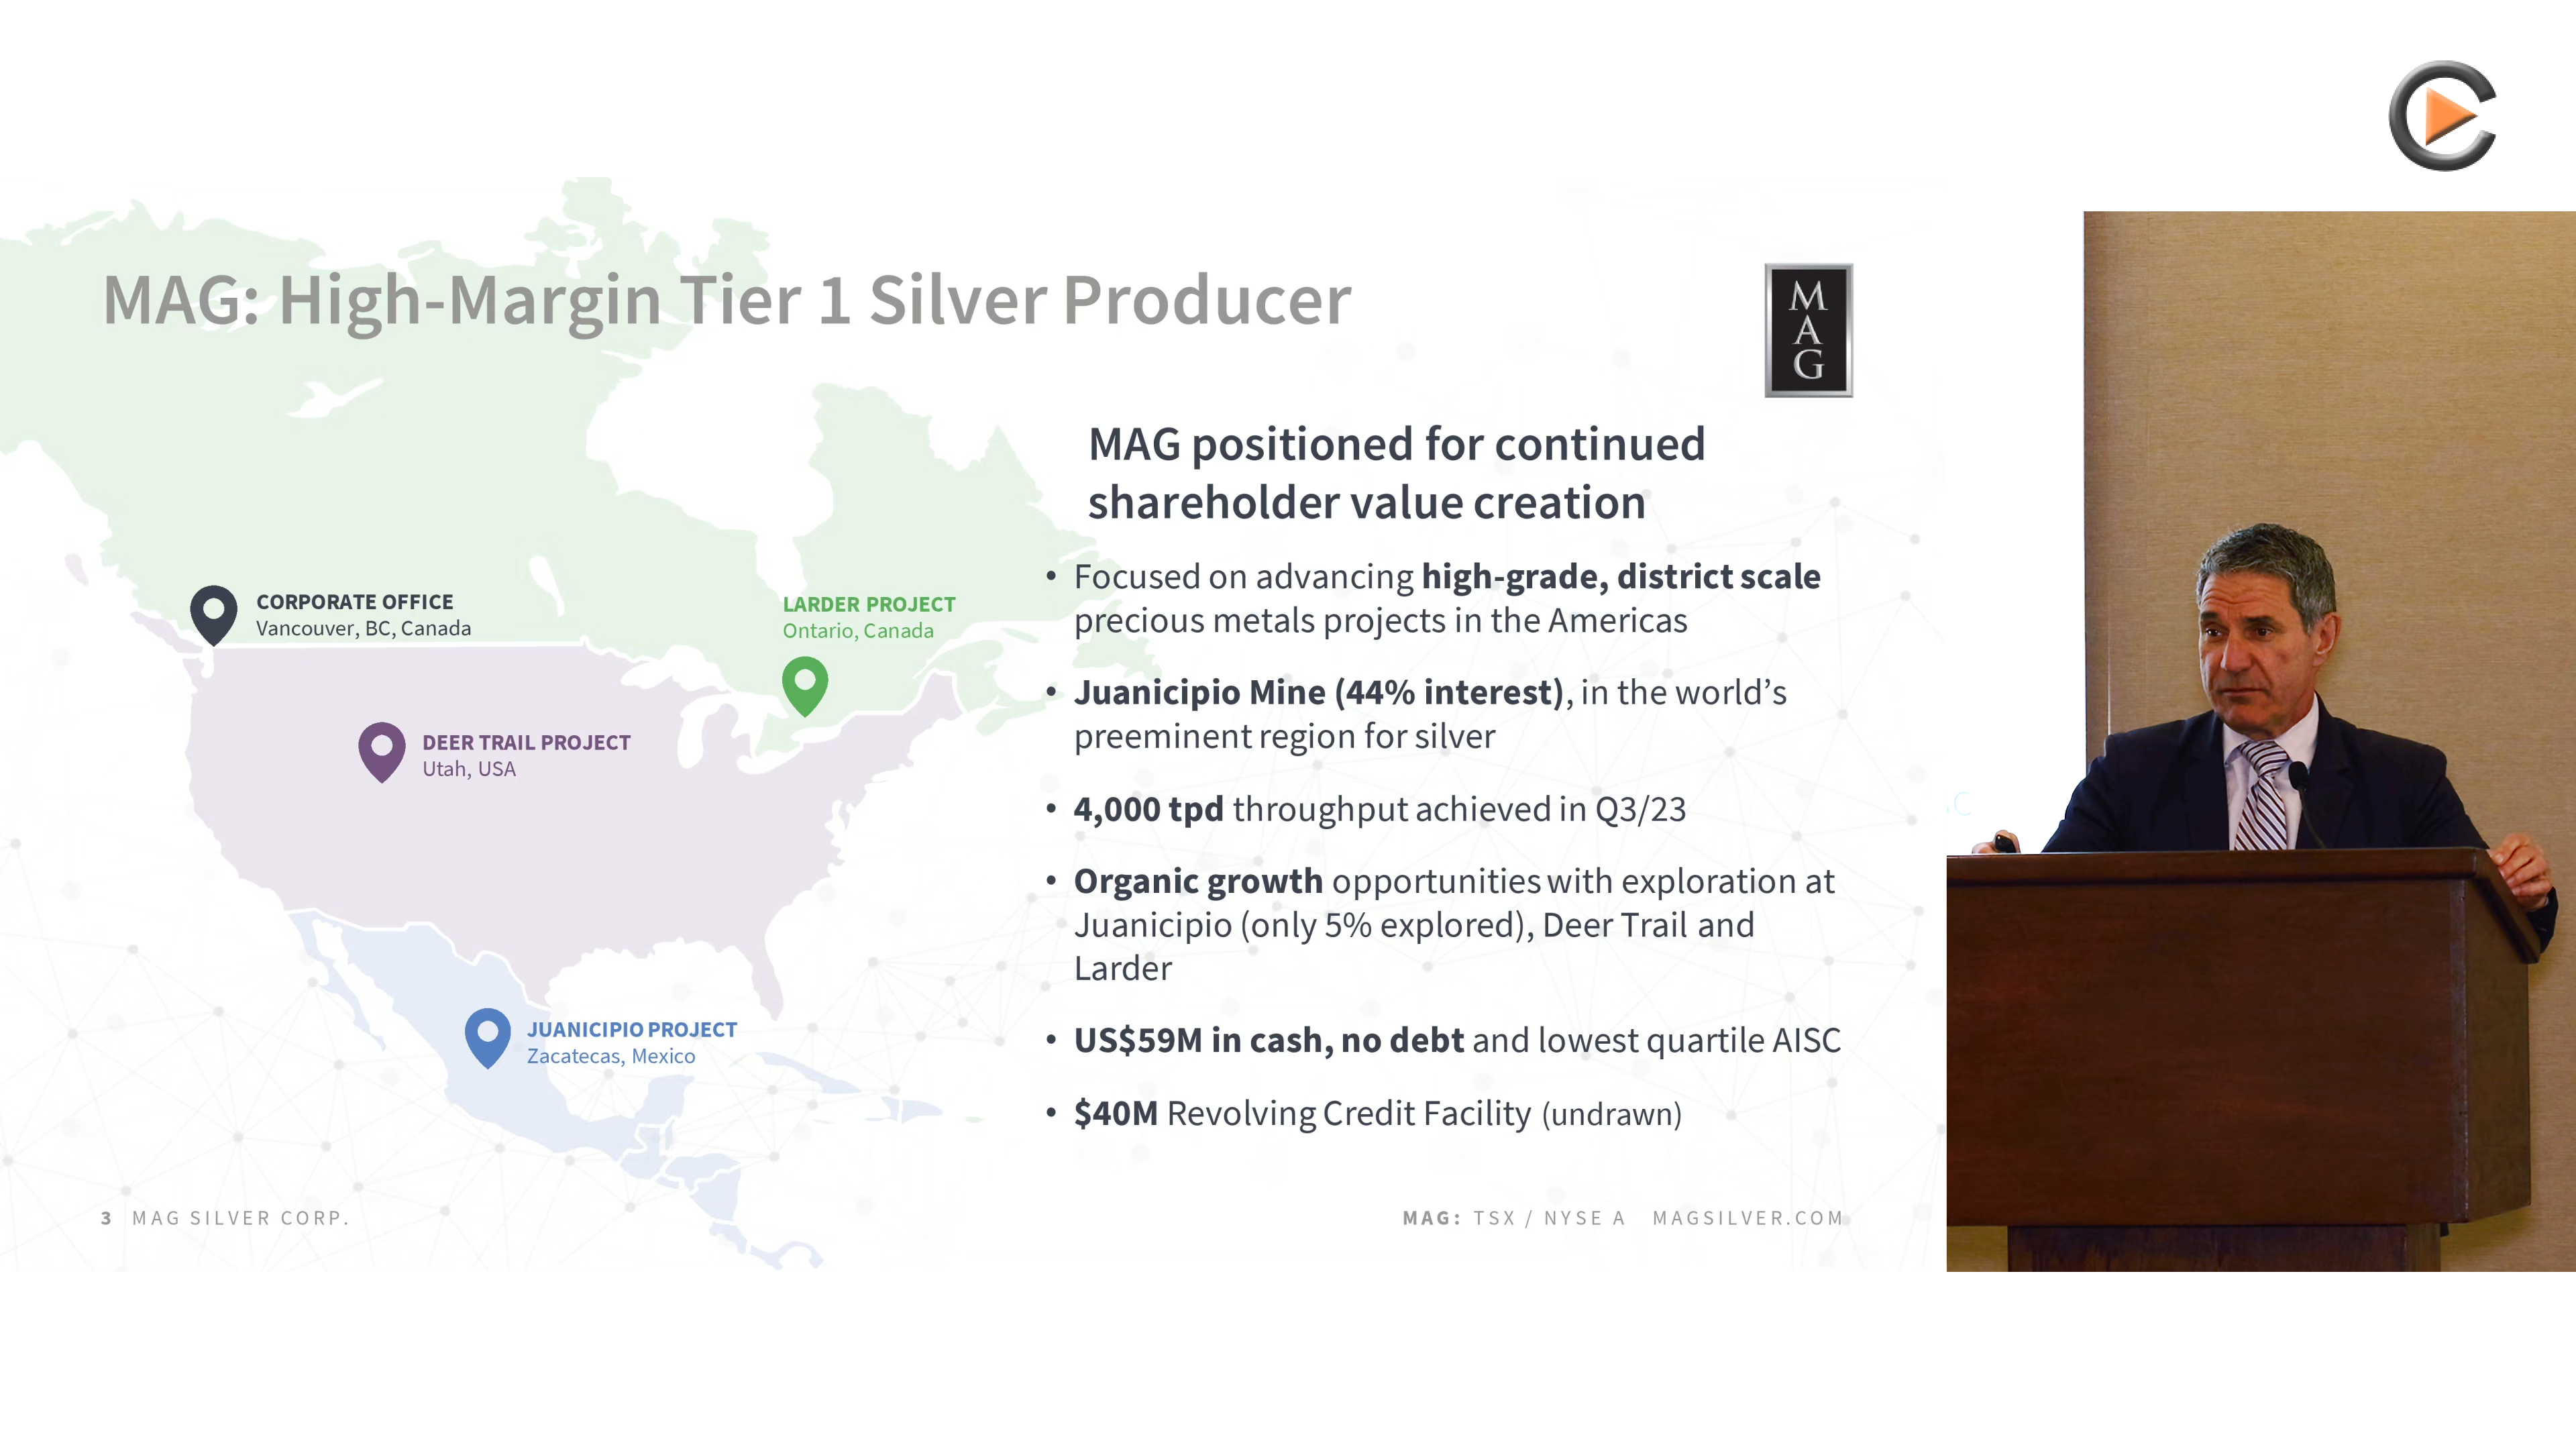 MAG: High-Margin Tier 1 Silver Producer
M
A
G
MAG positioned for continued
shareholder value creation
• Focused on advancing high-grade, district scale
precious metals projects in the Americas
• Juanicipio Mine (44% interest), in the world’s
preeminent region for silver
• 4,000 tpd throughput achieved in Q3/23
• Organic growth opportunities with exploration at
Juanicipio (only 5% explored), Deer Trail and
Larder
• US$59M in cash, no debt and lowest quartile AISC
• $40M Revolving Credit Facility (undrawn)
CORPORATE OFFICE
Vancouver, BC, Canada
LARDER PROJECT
Ontario, Canada
DEER TRAIL PROJECT
Utah, USA
JUANICIPIO PROJECT
Zacatecas, Mexico
3 MAG SILVER CORP.
MAG: TSX / NYSE A MAGSILVER.COM